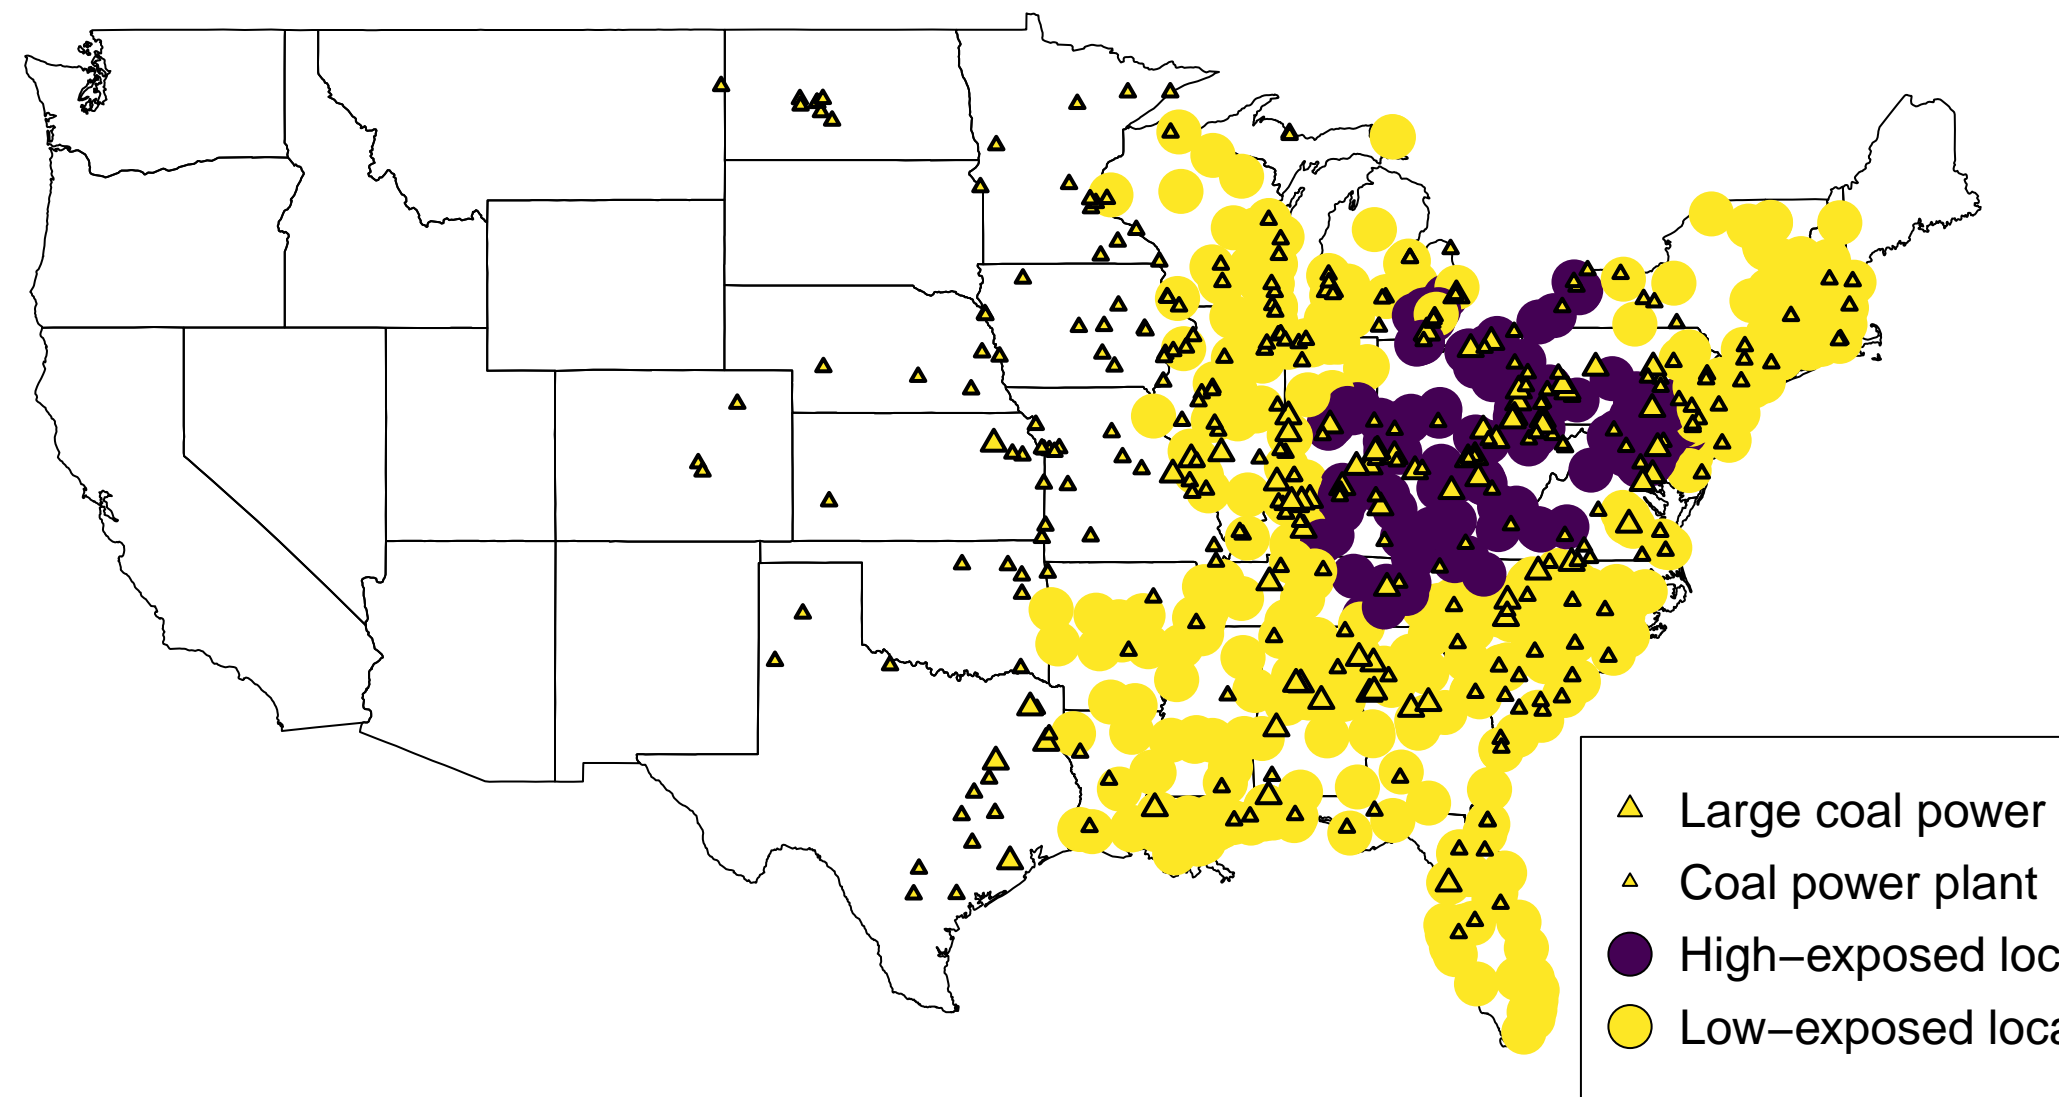 Large coal power
Coal power plant
High−exposed loc
Low−exposed loca